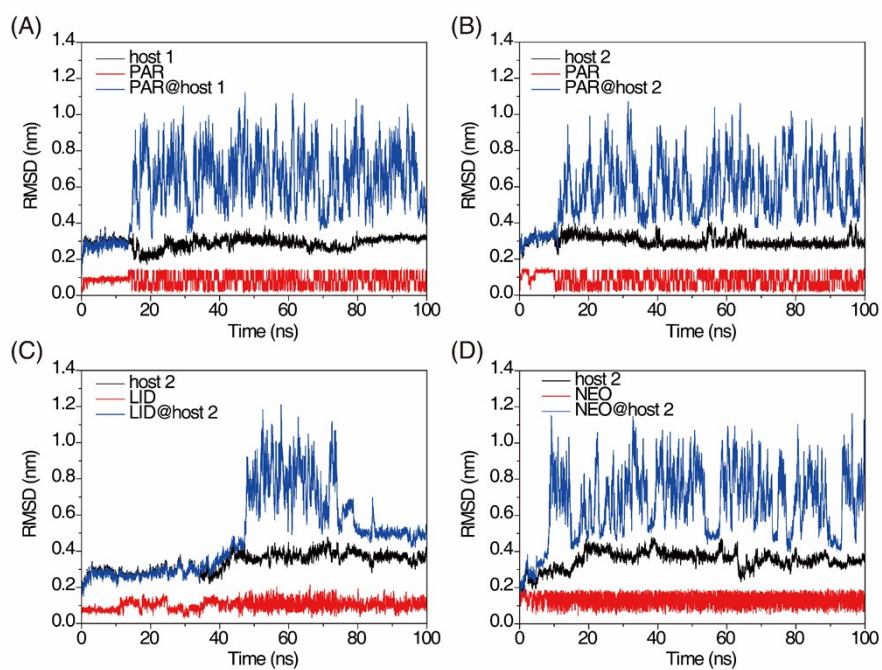 (A)
1.4
1.2
1.0
0.8
0.6
0.4
0.2
0.0
RMSD (nm)
host 1
PAR
PAR@host 1
0 20 40 60 80 100
Time (ns)
(B)
1.4
1.2
1.0
0.8
0.6
0.4
0.2
0.0
RMSD (nm)
host 2
PAR
PAR@host 2
0 20 40 60 80 100
Time (ns)
(C)
1.4
1.2
1.0
0.8
0.6
0.4
0.2
0.0
RMSD (nm)
host 2
LID
LID@host 2
0 20 40 60 80 100
Time (ns)
(D)
1.4
1.2
1.0
0.8
0.6
0.4
0.2
0.0
RMSD (nm)
host 2
NEO
NEO@host 2
0 20 40 60 80 100
Time (ns)